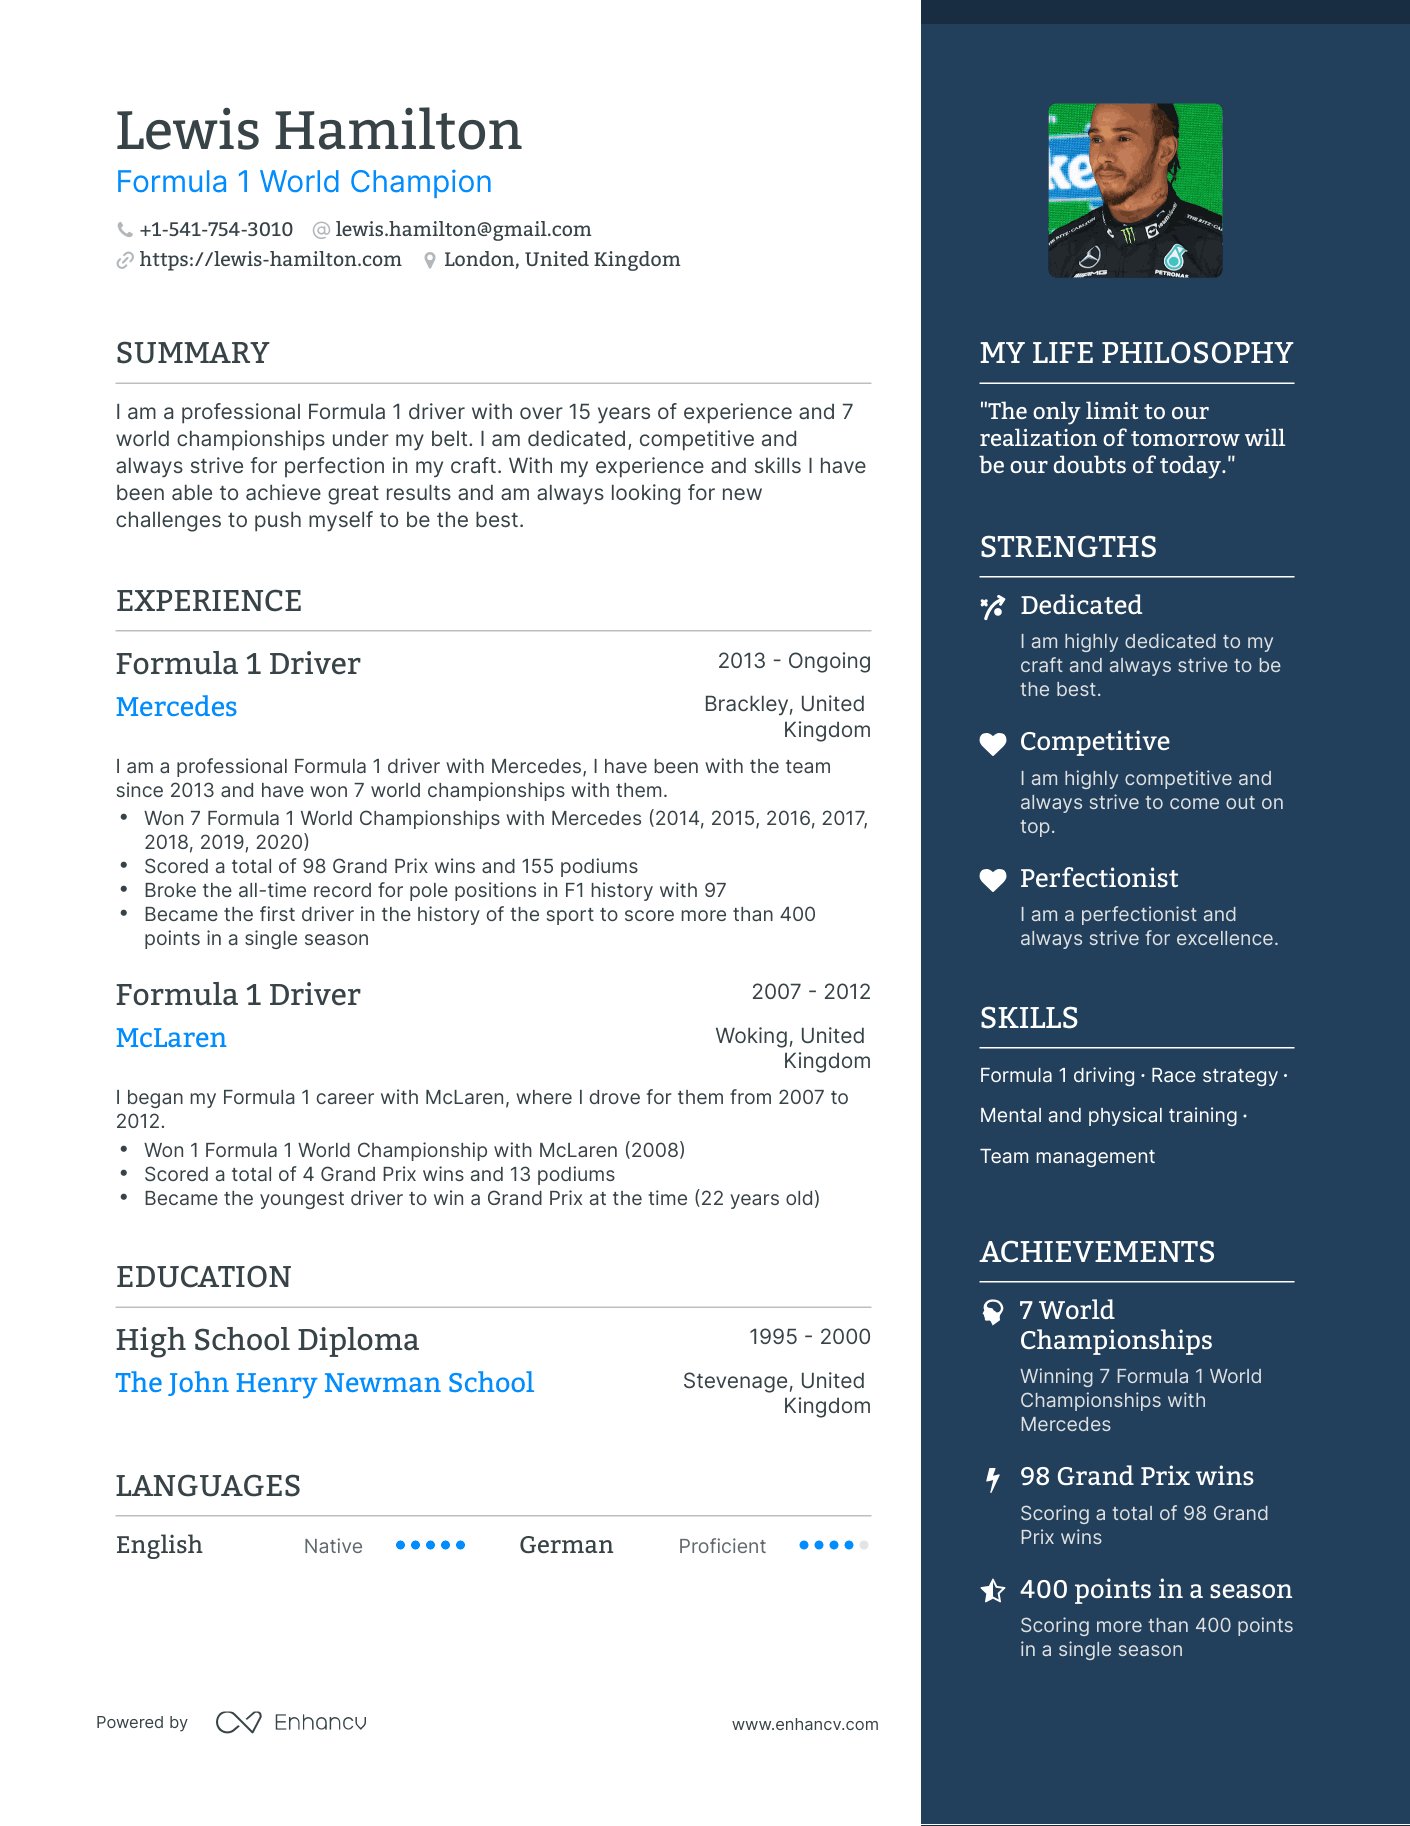 Lewis Hamilton
Formula 1 World Champion
+1-541-754-3010 @ lewis.hamilton@gmail.com
https://lewis-hamilton.com London, United Kingdom
SUMMARY
I am a professional Formula 1 driver with over 15 years of experience and 7
world championships under my belt. I am dedicated, competitive and
always strive for perfection in my craft. With my experience and skills I have
been able to achieve great results and am always looking for new
challenges to push myself to be the best.
EXPERIENCE
Formula 1 Driver 2013 - Ongoing
Mercedes Brackley, United
Kingdom
I am a professional Formula 1 driver with Mercedes, I have been with the team
since 2013 and have won 7 world championships with them.
• Won 7 Formula 1 World Championships with Mercedes (2014, 2015, 2016, 2017,
2018, 2019, 2020)
• Scored a total of 98 Grand Prix wins and 155 podiums
• Broke the all-time record for pole positions in F1 history with 97
• Became the first driver in the history of the sport to score more than 400
points in a single season
Formula 1 Driver 2007 - 2012
McLaren Woking, United
Kingdom
I began my Formula 1 career with McLaren, where I drove for them from 2007 to
2012.
• Won 1 Formula 1 World Championship with McLaren (2008)
• Scored a total of 4 Grand Prix wins and 13 podiums
• Became the youngest driver to win a Grand Prix at the time (22 years old)
EDUCATION
High School Diploma 1995 - 2000
The John Henry Newman School Stevenage, United
Kingdom
LANGUAGES
English Native German Proficient
Powered by Enhancv www.enhancv.com
ke
AMG
PETRONAS
MY LIFE PHILOSOPHY
"The only limit to our
realization of tomorrow will
be our doubts of today."
STRENGTHS
Dedicated
I am highly dedicated to my
craft and always strive to be
the best.
Competitive
I am highly competitive and
always strive to come out on
top.
Perfectionist
I am a perfectionist and
always strive for excellence.
SKILLS
Formula 1 driving · Race strategy ·
Mental and physical training ·
Team management
ACHIEVEMENTS
7 World
Championships
Winning 7 Formula 1 World
Championships with
Mercedes
98 Grand Prix wins
Scoring a total of 98 Grand
Prix wins
400 points in a season
Scoring more than 400 points
in a single season